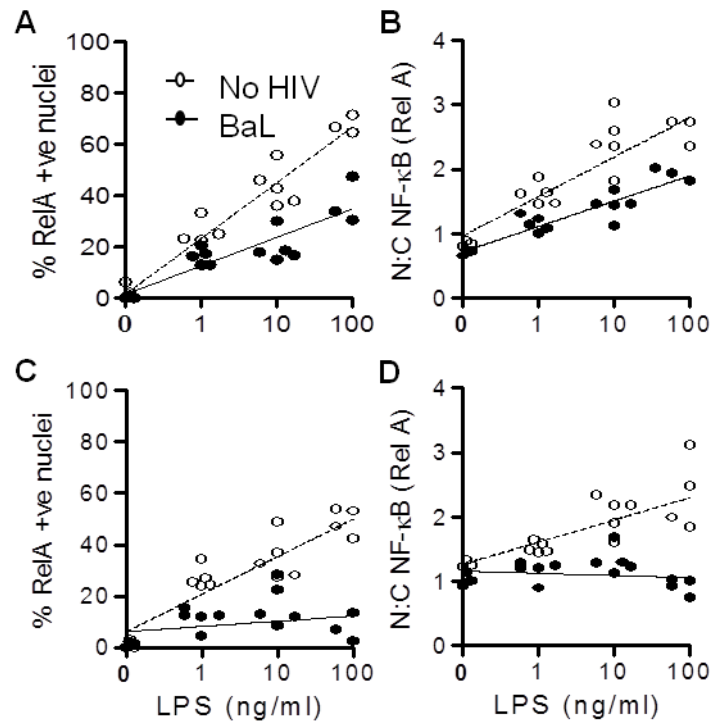 A
% RelA +ve nuclei
100
80
60
40
20
0
No HIV
BaL
0 1 10 100
B
N:C NF-κB (Rel A)
4
3
2
1
0
0 1 10 100
C
% RelA +ve nuclei
100
80
60
40
20
0
0 1 10 100
LPS (ng/ml)
D
N:C NF-κB (Rel A)
4
3
2
1
0
0 1 10 100
LPS (ng/ml)